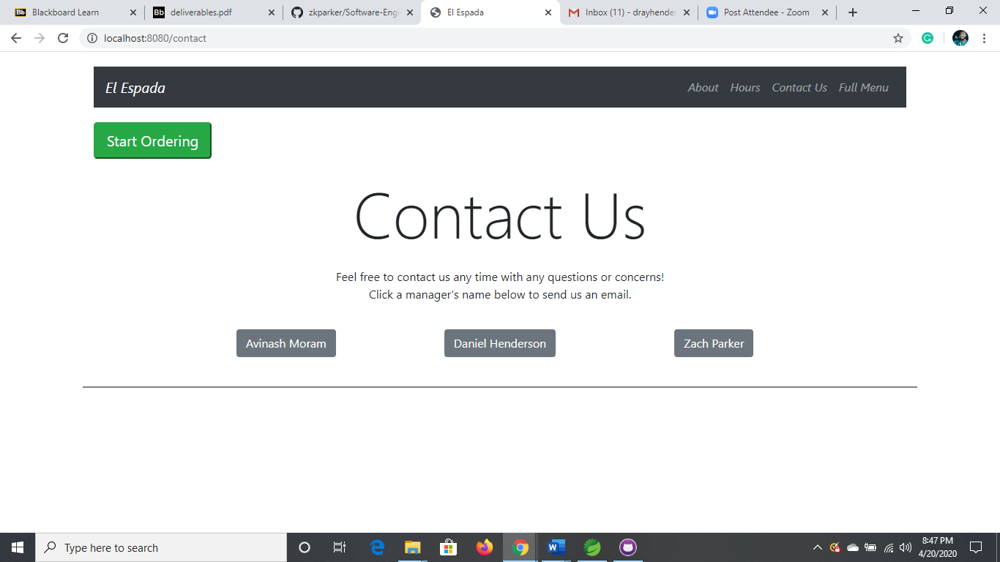 Blackboard Learn
deliverables.pdf
zkparker/Software-Engi
El Espada
Inbox (11) - drayhender
Post Attendee - Zoom
localhost:8080/contact
El Espada
About Hours Contact Us Full Menu
Start Ordering
Contact Us
Feel free to contact us any time with any questions or concerns!
Click a manager's name below to send us an email.
Avinash Moram
Daniel Henderson
Zach Parker
Type here to search
8:47 PM
4/20/2020